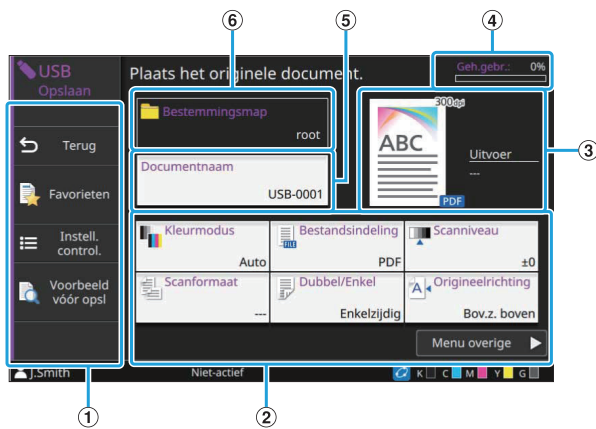 ⑥ ⑤ ④
USB
Opslaan
Plaats het originele document.
Geh.gebr.: 0%
Bestemmingsmap
root
300dpi
ABC
PDF
Uitvoer
---
③
Terug
Documentnaam
USB-0001
Favorieten
Instell.
control.
Voorbeeld
vóór opsl
Kleurmodus
Auto
FILE
Bestandsindeling
PDF
Scanniveau
±0
Scanformaat
---
Dubbel/Enkel
Enkelzijdig
A
Origineelrichting
Bov.z. boven
Menu overige
J.Smith Niet-actief K C M Y G
① ②